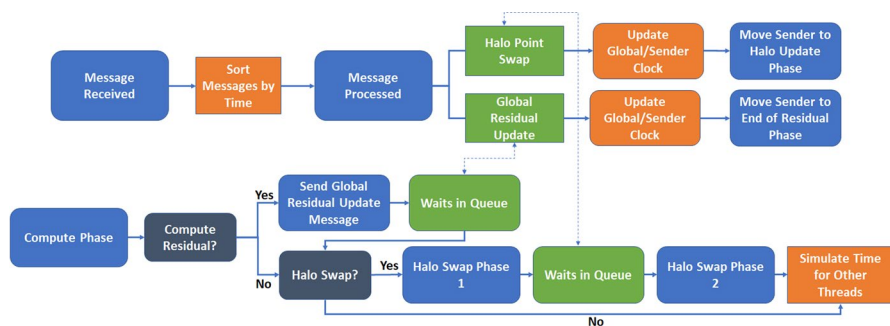 Message
Received
Sort
Messages by
Time
Message
Processed
Halo Point
Swap
Update
Global/Sender
Clock
Move Sender to
Halo Update
Phase
Global
Residual
Update
Update
Global/Sender
Clock
Move Sender to
End of Residual
Phase
Compute Phase
Compute
Residual?
Yes
Send Global
Residual Update
Message
Waits in Queue
No
Halo Swap?
Yes
Halo Swap Phase
1
Waits in Queue
Halo Swap Phase
2
Simulate Time
for Other
Threads
No